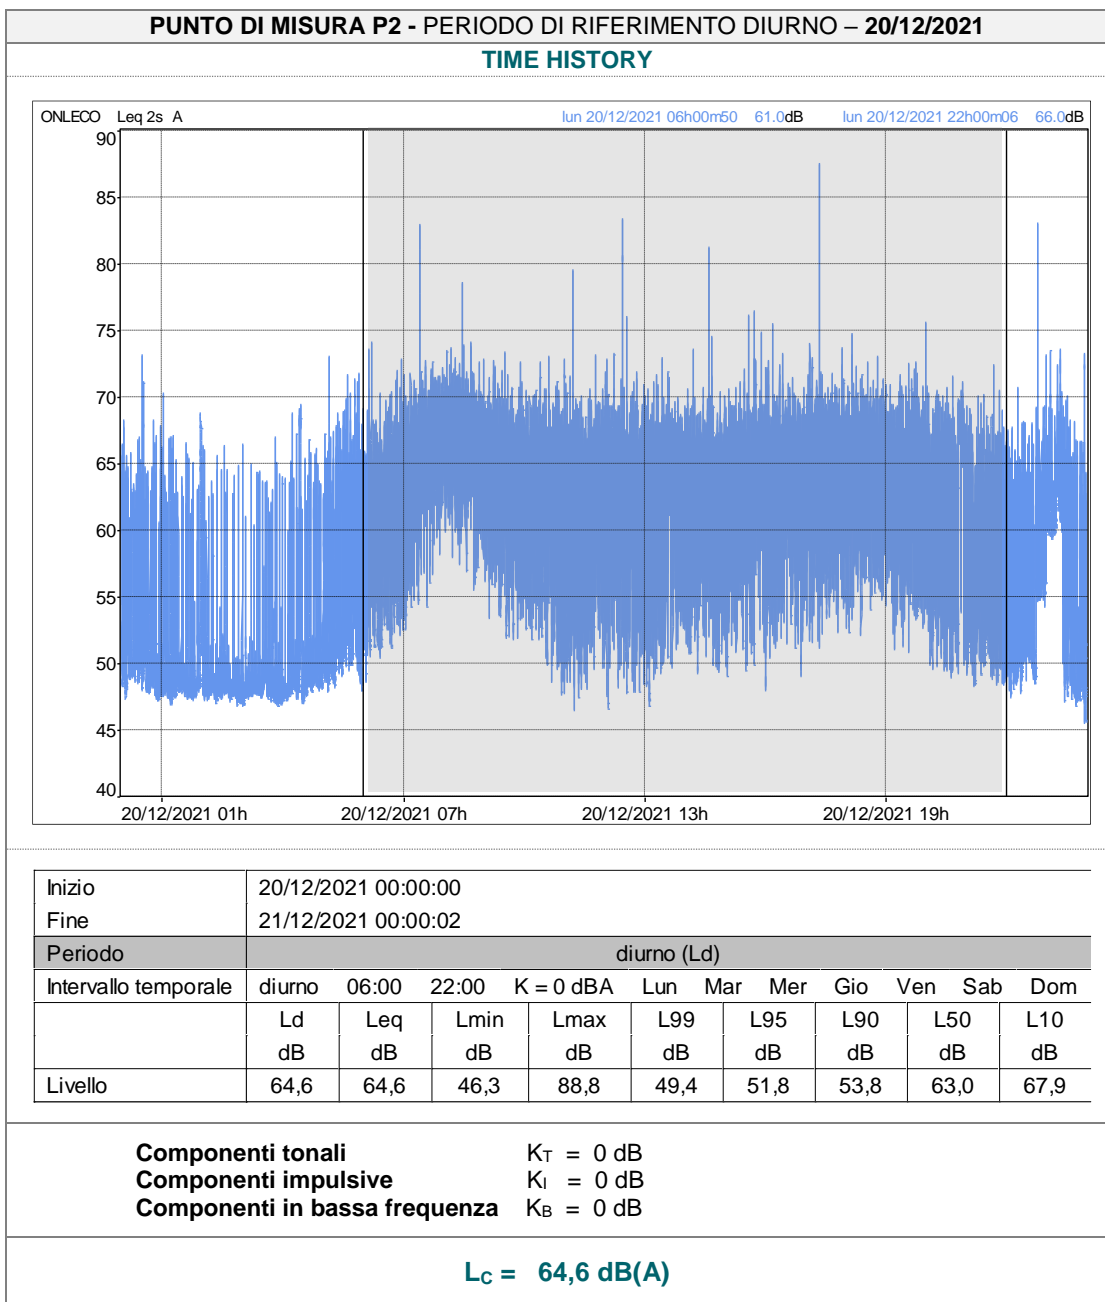 PUNTO DI MISURA P2 - PERIODO DI RIFERIMENTO DIURNO – 20/12/2021
TIME HISTORY
ONLECO Leq 2s A lun 20/12/2021 06h00m50 61.0dB lun 20/12/2021 22h00m06 66.0dB
90
85
80
75
70
65
60
55
50
45
40
20/12/2021 01h 20/12/2021 07h 20/12/2021 13h 20/12/2021 19h
Inizio 20/12/2021 00:00:00
Fine 21/12/2021 00:00:02
Periodo diurno (Ld)
Intervallo temporale diurno 06:00 22:00 K = 0 dBA Lun Mar Mer Gio Ven Sab Dom
Ld Leq Lmin Lmax L99 L95 L90 L50 L10
dB dB dB dB dB dB dB dB dB
Livello 64,6 64,6 46,3 88,8 49,4 51,8 53,8 63,0 67,9
Componenti tonali KT = 0 dB
Componenti impulsive KI = 0 dB
Componenti in bassa frequenza KB = 0 dB
LC = 64,6 dB(A)